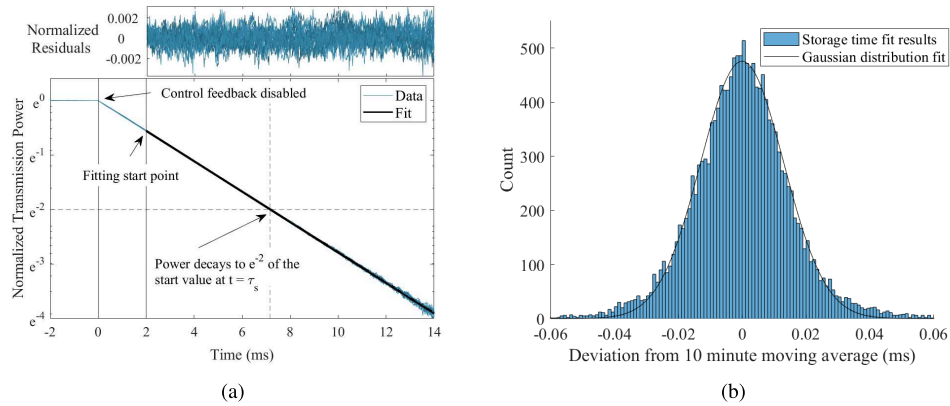 Normalized
Residuals
0.002
0
-0.002
Normalized Transmission Power
e^0
e^-1
e^-2
e^-3
e^-4
Control feedback disabled
Data
Fit
Fitting start point
Power decays to e^-2 of the
start value at t = τ_s
-2
0
2
4
6
8
10
12
14
Time (ms)
(a)
Count
500
400
300
200
100
0
Storage time fit results
Gaussian distribution fit
-0.06
-0.04
-0.02
0
0.02
0.04
0.06
Deviation from 10 minute moving average (ms)
(b)